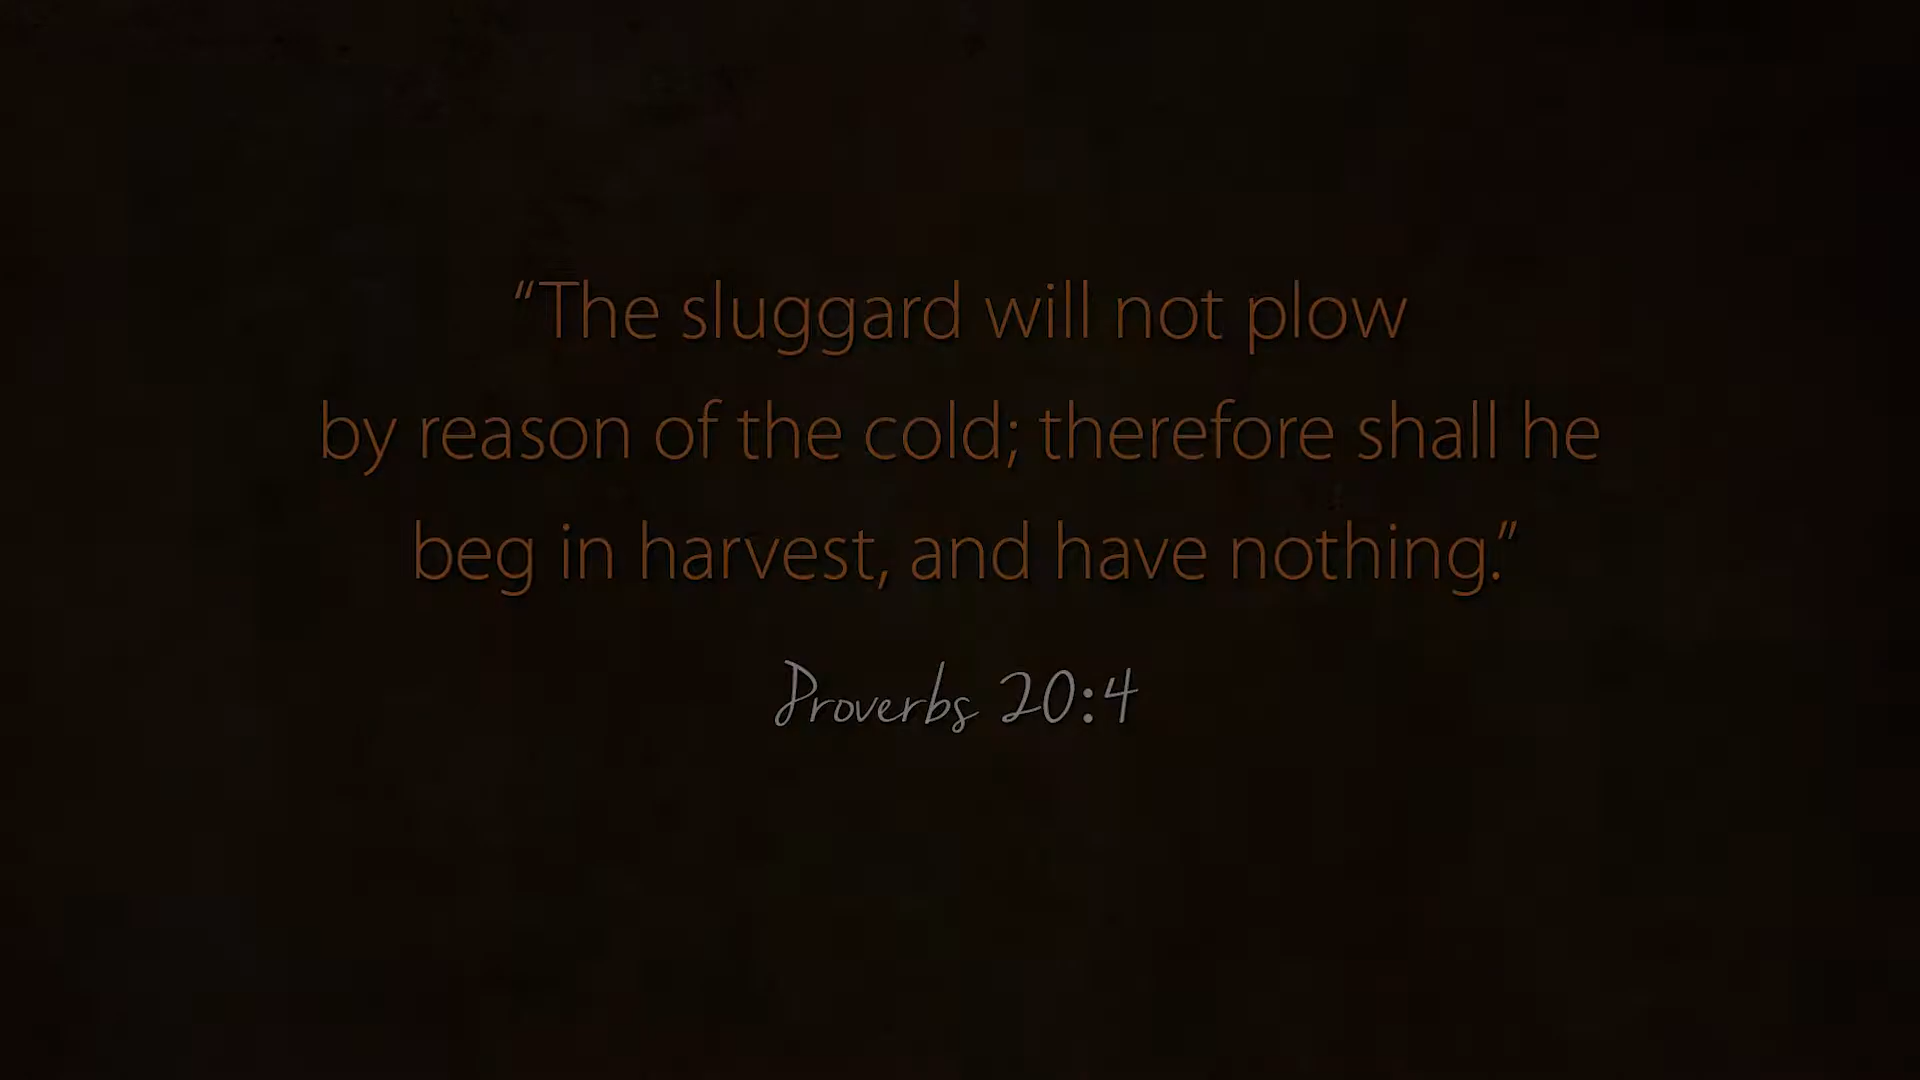 “The sluggard will not plow
by reason of the cold; therefore shall he
beg in harvest, and have nothing.”
Proverbs 20:4